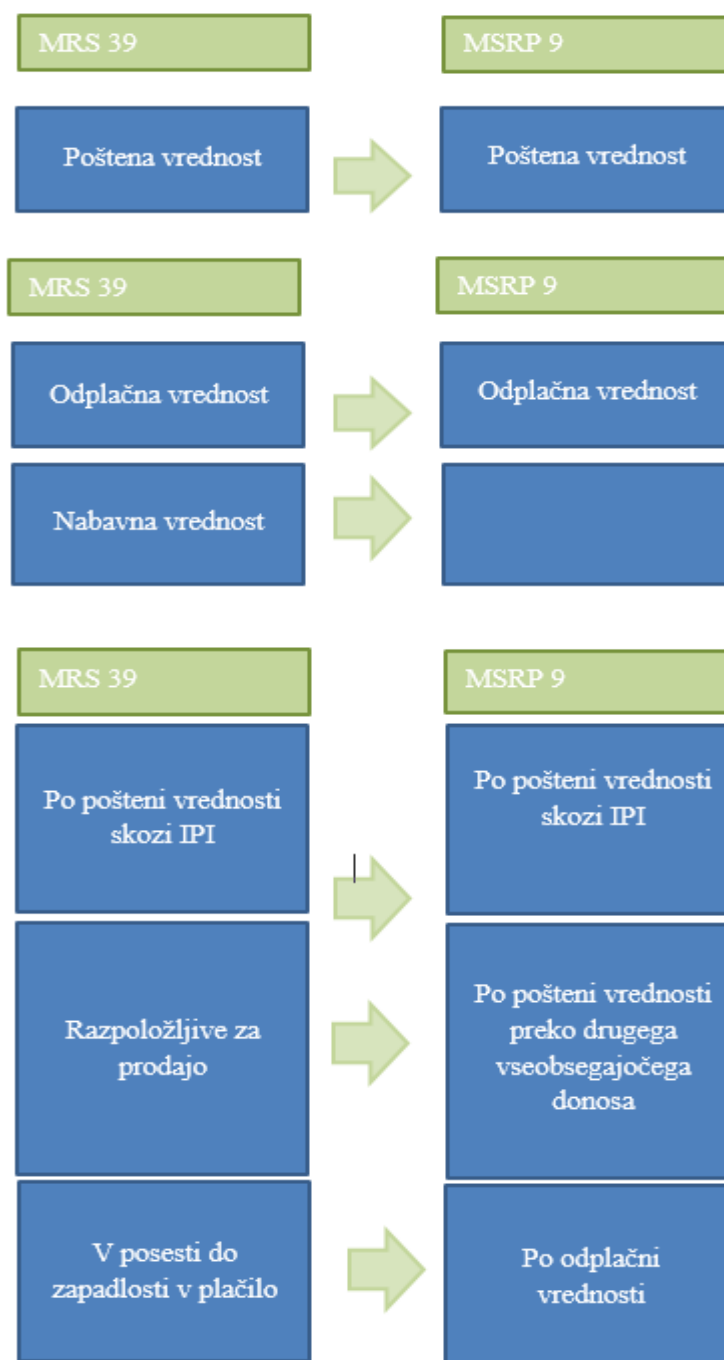 MRS 39 MSRP 9
Poštena vrednost Poštena vrednost
MRS 39 MSRP 9
Odplačna vrednost Odplačna vrednost
Nabavna vrednost
MRS 39 MSRP 9
Po pošteni vrednosti
skozi IPI
Po pošteni vrednosti
skozi IPI
Razpoložljive za
prodajo
Po pošteni vrednosti
preko drugega
vseobsegajočega
donosa
V posesti do
zapadlosti v plačilo
Po odplačni
vrednosti